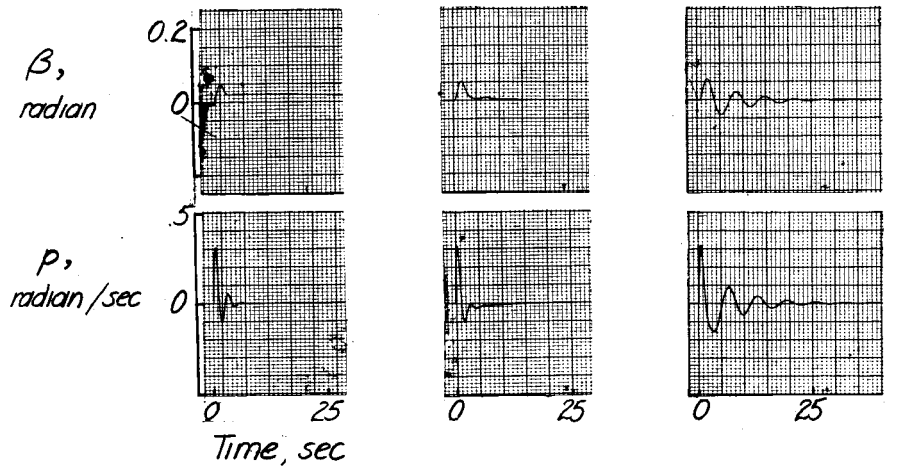 0.2
β,
radian
0
.5
p,
radian/sec
0
0 25 0 25 0 25
Time, sec